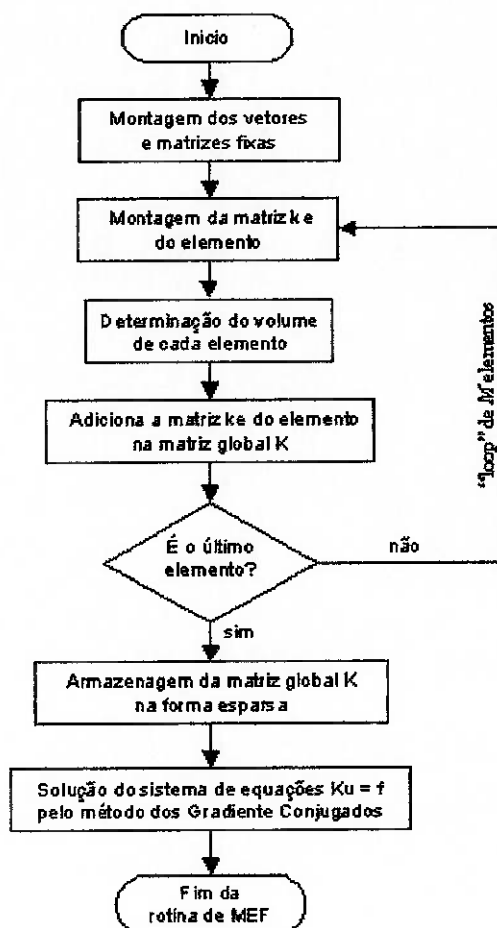 Inicio
Montagem dos vetores
e matrizes fixas
Montagem da matriz ke
do elemento
Determinação do volume
de cada elemento
Adiciona a matriz ke do elemento
na matriz global K
É o último
elemento?
não
"loop" de M elementos
sim
Armazenagem da matriz global K
na forma esparsa
Solução do sistema de equações Ku = f
pelo método dos Gradiente Conjugados
Fim da
rotina de MEF